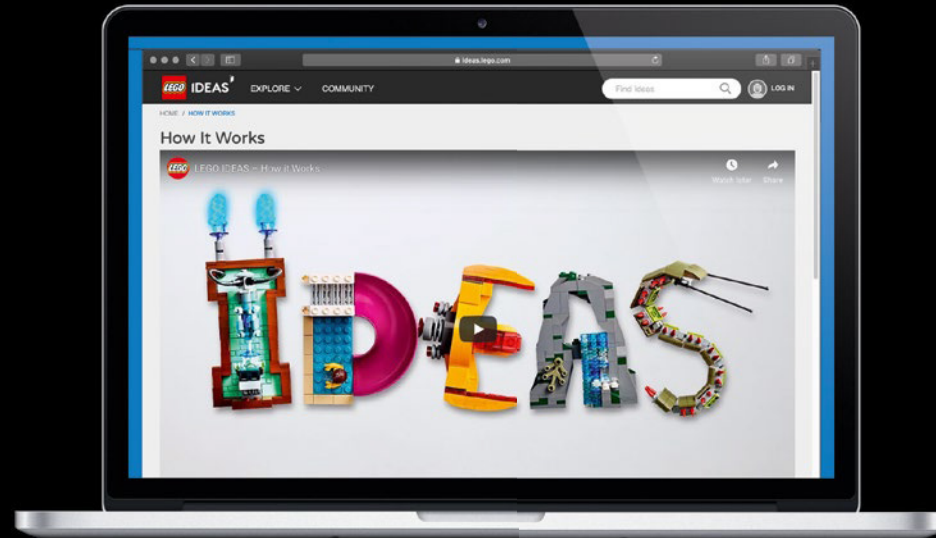 ideas.lego.com
LEGO IDEAS EXPLORE COMMUNITY Find Ideas LOG IN
HOME / HOW IT WORKS
How It Works
LEGO LEGO IDEAS – How it Works
Watch later Share
IDEAS